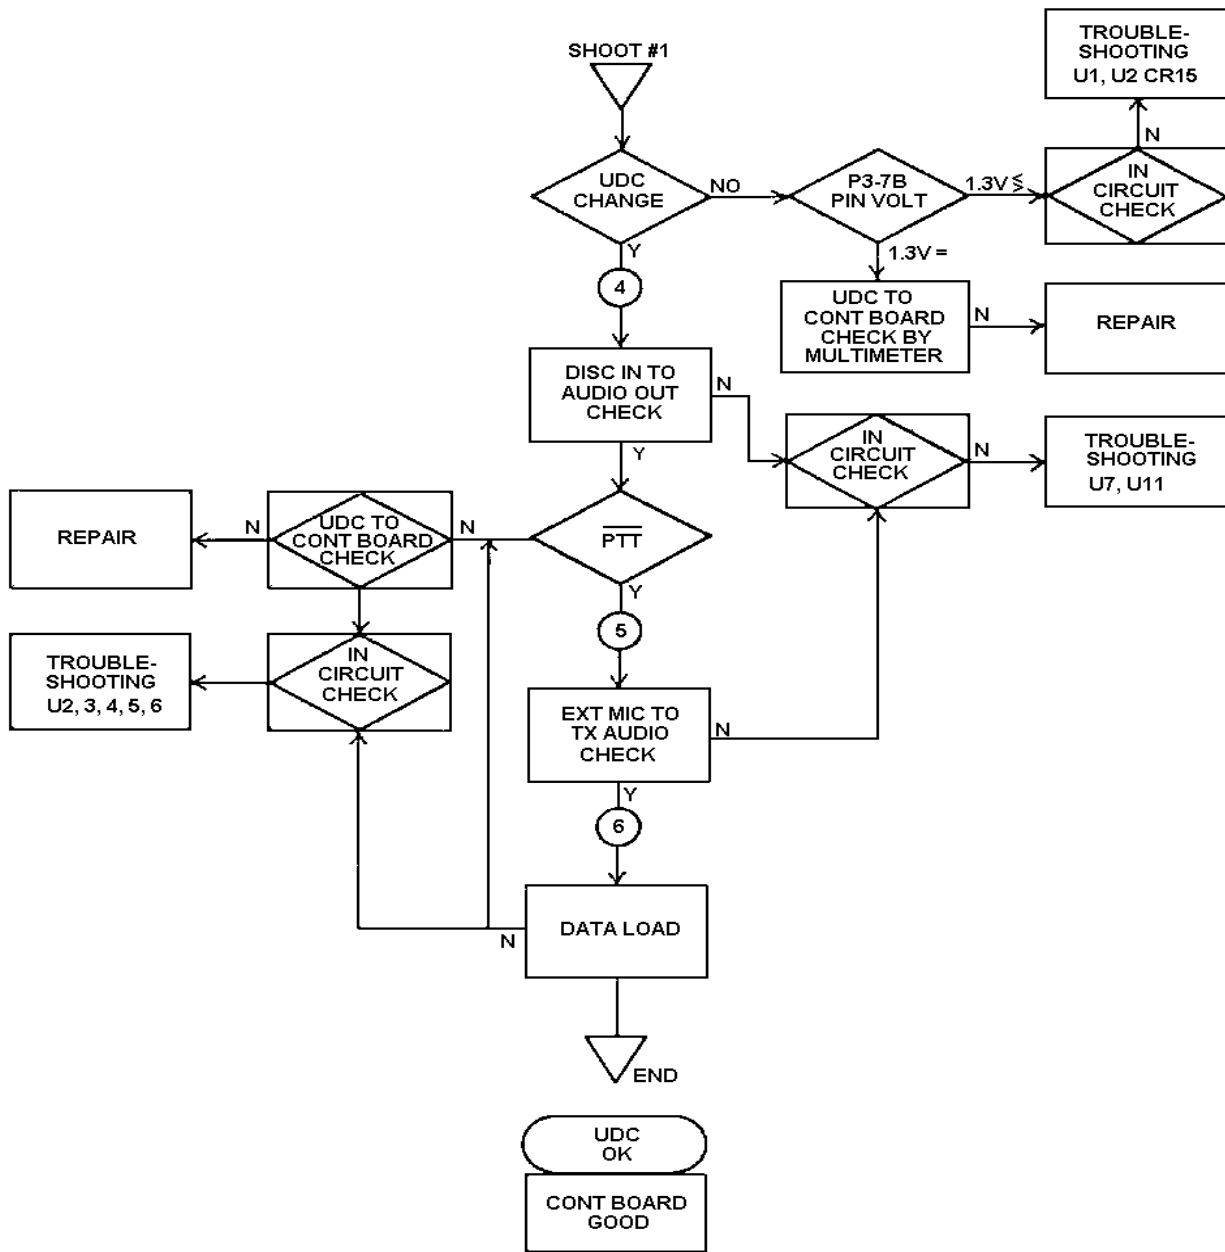 SHOOT #1
TROUBLE-
SHOOTING
U1, U2 CR15
N
UDC
CHANGE
NO
P3-7B
PIN VOLT
1.3V ≶
IN
CIRCUIT
CHECK
Y
1.3V =
4
UDC TO
CONT BOARD
CHECK BY
MULTIMETER
N
REPAIR
DISC IN TO
AUDIO OUT
CHECK
N
Y
IN
CIRCUIT
CHECK
N
TROUBLE-
SHOOTING
U7, U11
REPAIR
N
UDC TO
CONT BOARD
CHECK
N
PTT
Y
5
TROUBLE-
SHOOTING
U2, 3, 4, 5, 6
IN
CIRCUIT
CHECK
EXT MIC TO
TX AUDIO
CHECK
N
Y
6
DATA LOAD
N
END
UDC
OK
CONT BOARD
GOOD